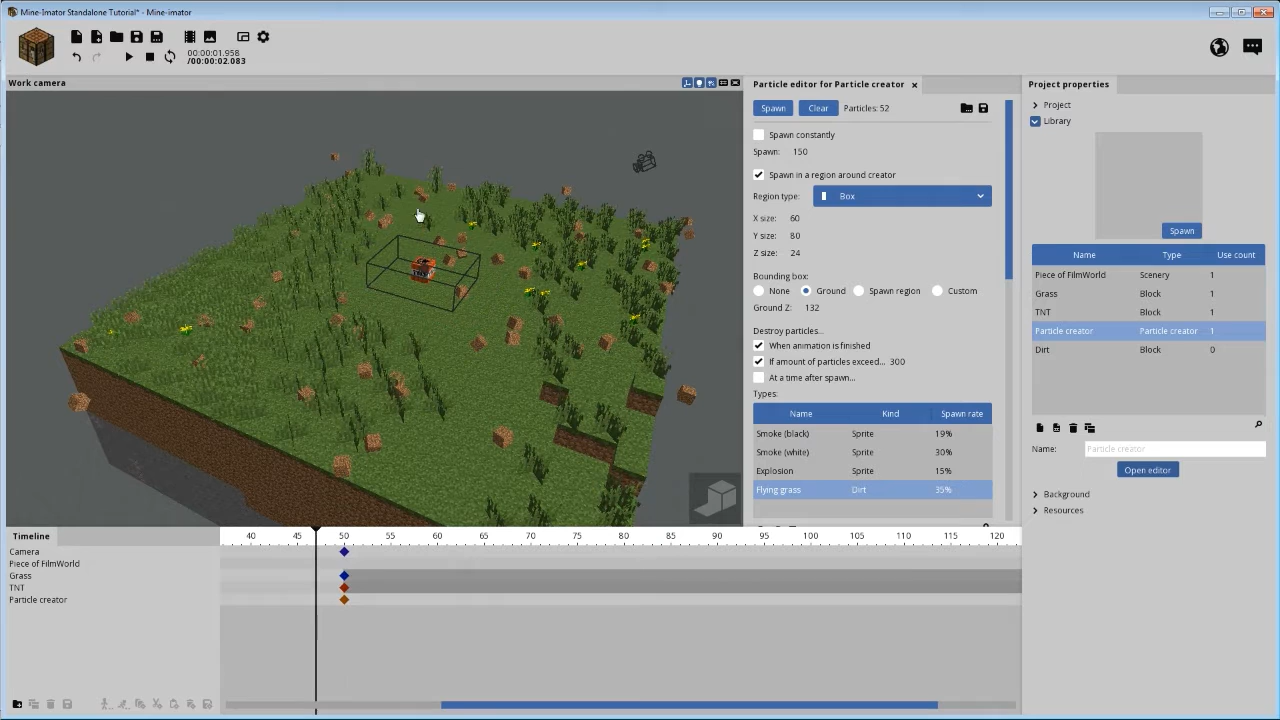 Mine-Imator Standalone Tutorial* - Mine-imator
00:00:01.958
/00:00:02.083
Work camera
Particle editor for Particle creator
Spawn Clear Particles: 52
Spawn constantly
Spawn: 150
Spawn in a region around creator
Region type: Box
X size: 60
Y size: 80
Z size: 24
Bounding box:
None Ground Spawn region Custom
Ground Z: 132
Destroy particles...
When animation is finished
If amount of particles exceed... 300
At a time after spawn...
Types:
Name Kind Spawn rate
Smoke (black) Sprite 19%
Smoke (white) Sprite 30%
Explosion Sprite 15%
Flying grass Dirt 35%
Project properties
Project
Library
Spawn
Name Type Use count
Piece of FilmWorld Scenery 1
Grass Block 1
TNT Block 1
Particle creator Particle creator 1
Dirt Block 0
Name: Particle creator
Open editor
Background
Resources
Timeline
40 45 50 55 60 65 70 75 80 85 90 95 100 105 110 115 120
Camera
Piece of FilmWorld
Grass
TNT
Particle creator